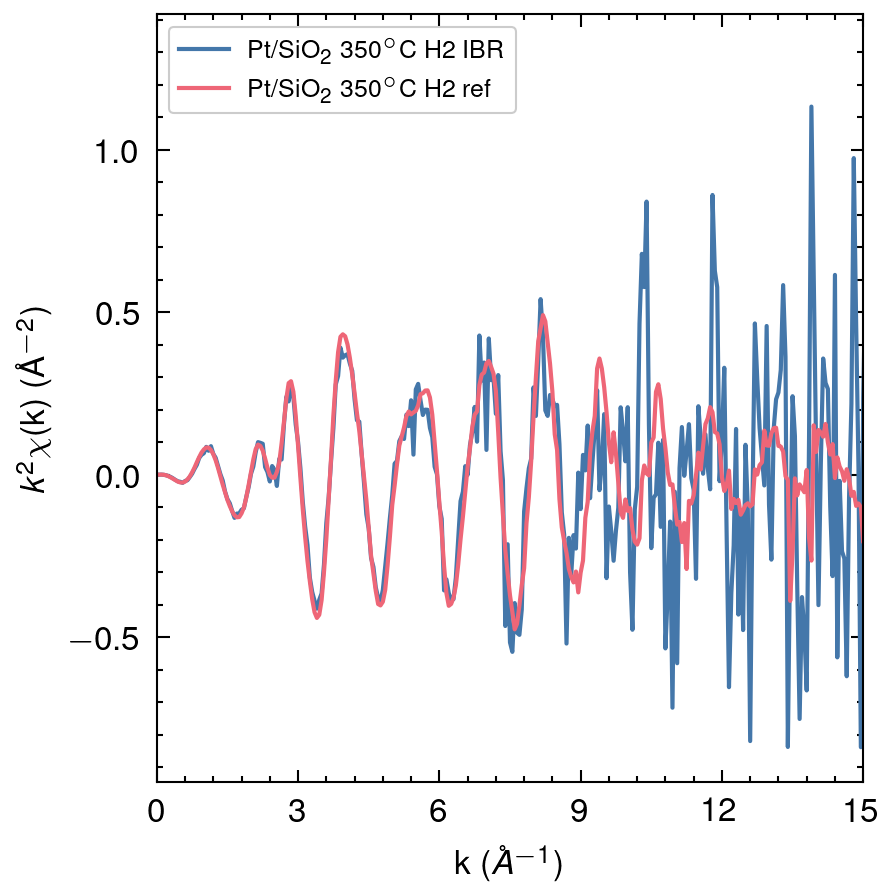 Pt/SiO₂ 350°C H2 IBR
Pt/SiO₂ 350°C H2 ref
k²χ(k) (Å⁻²)
1.0
0.5
0.0
−0.5
0 3 6 9 12 15
k (Å⁻¹)